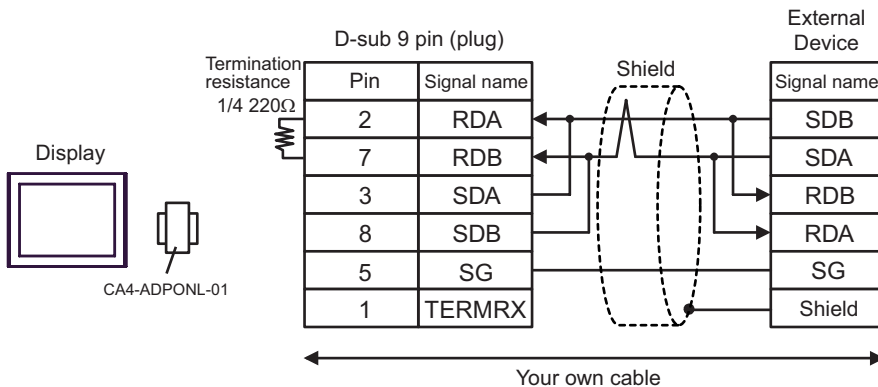 External
Device
D-sub 9 pin (plug)
Termination
resistance
1/4 220Ω
Pin Signal name Shield Signal name
2 RDA SDB
7 RDB SDA
Display
3 SDA RDB
8 SDB RDA
5 SG SG
CA4-ADPONL-01
1 TERMRX Shield
Your own cable